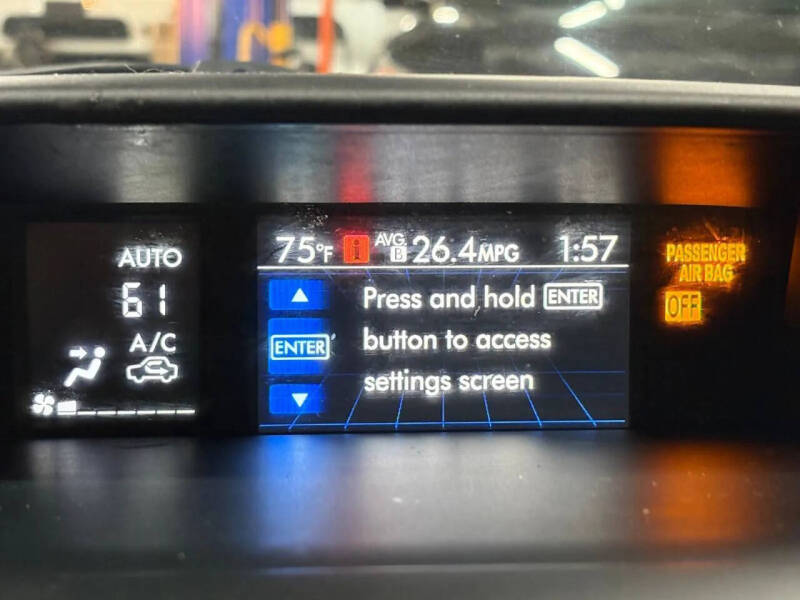 AUTO
61
A/C
75°F i AVG. B 26.4MPG 1:57
Press and hold ENTER
ENTER button to access
settings screen
PASSENGER
AIR BAG
OFF